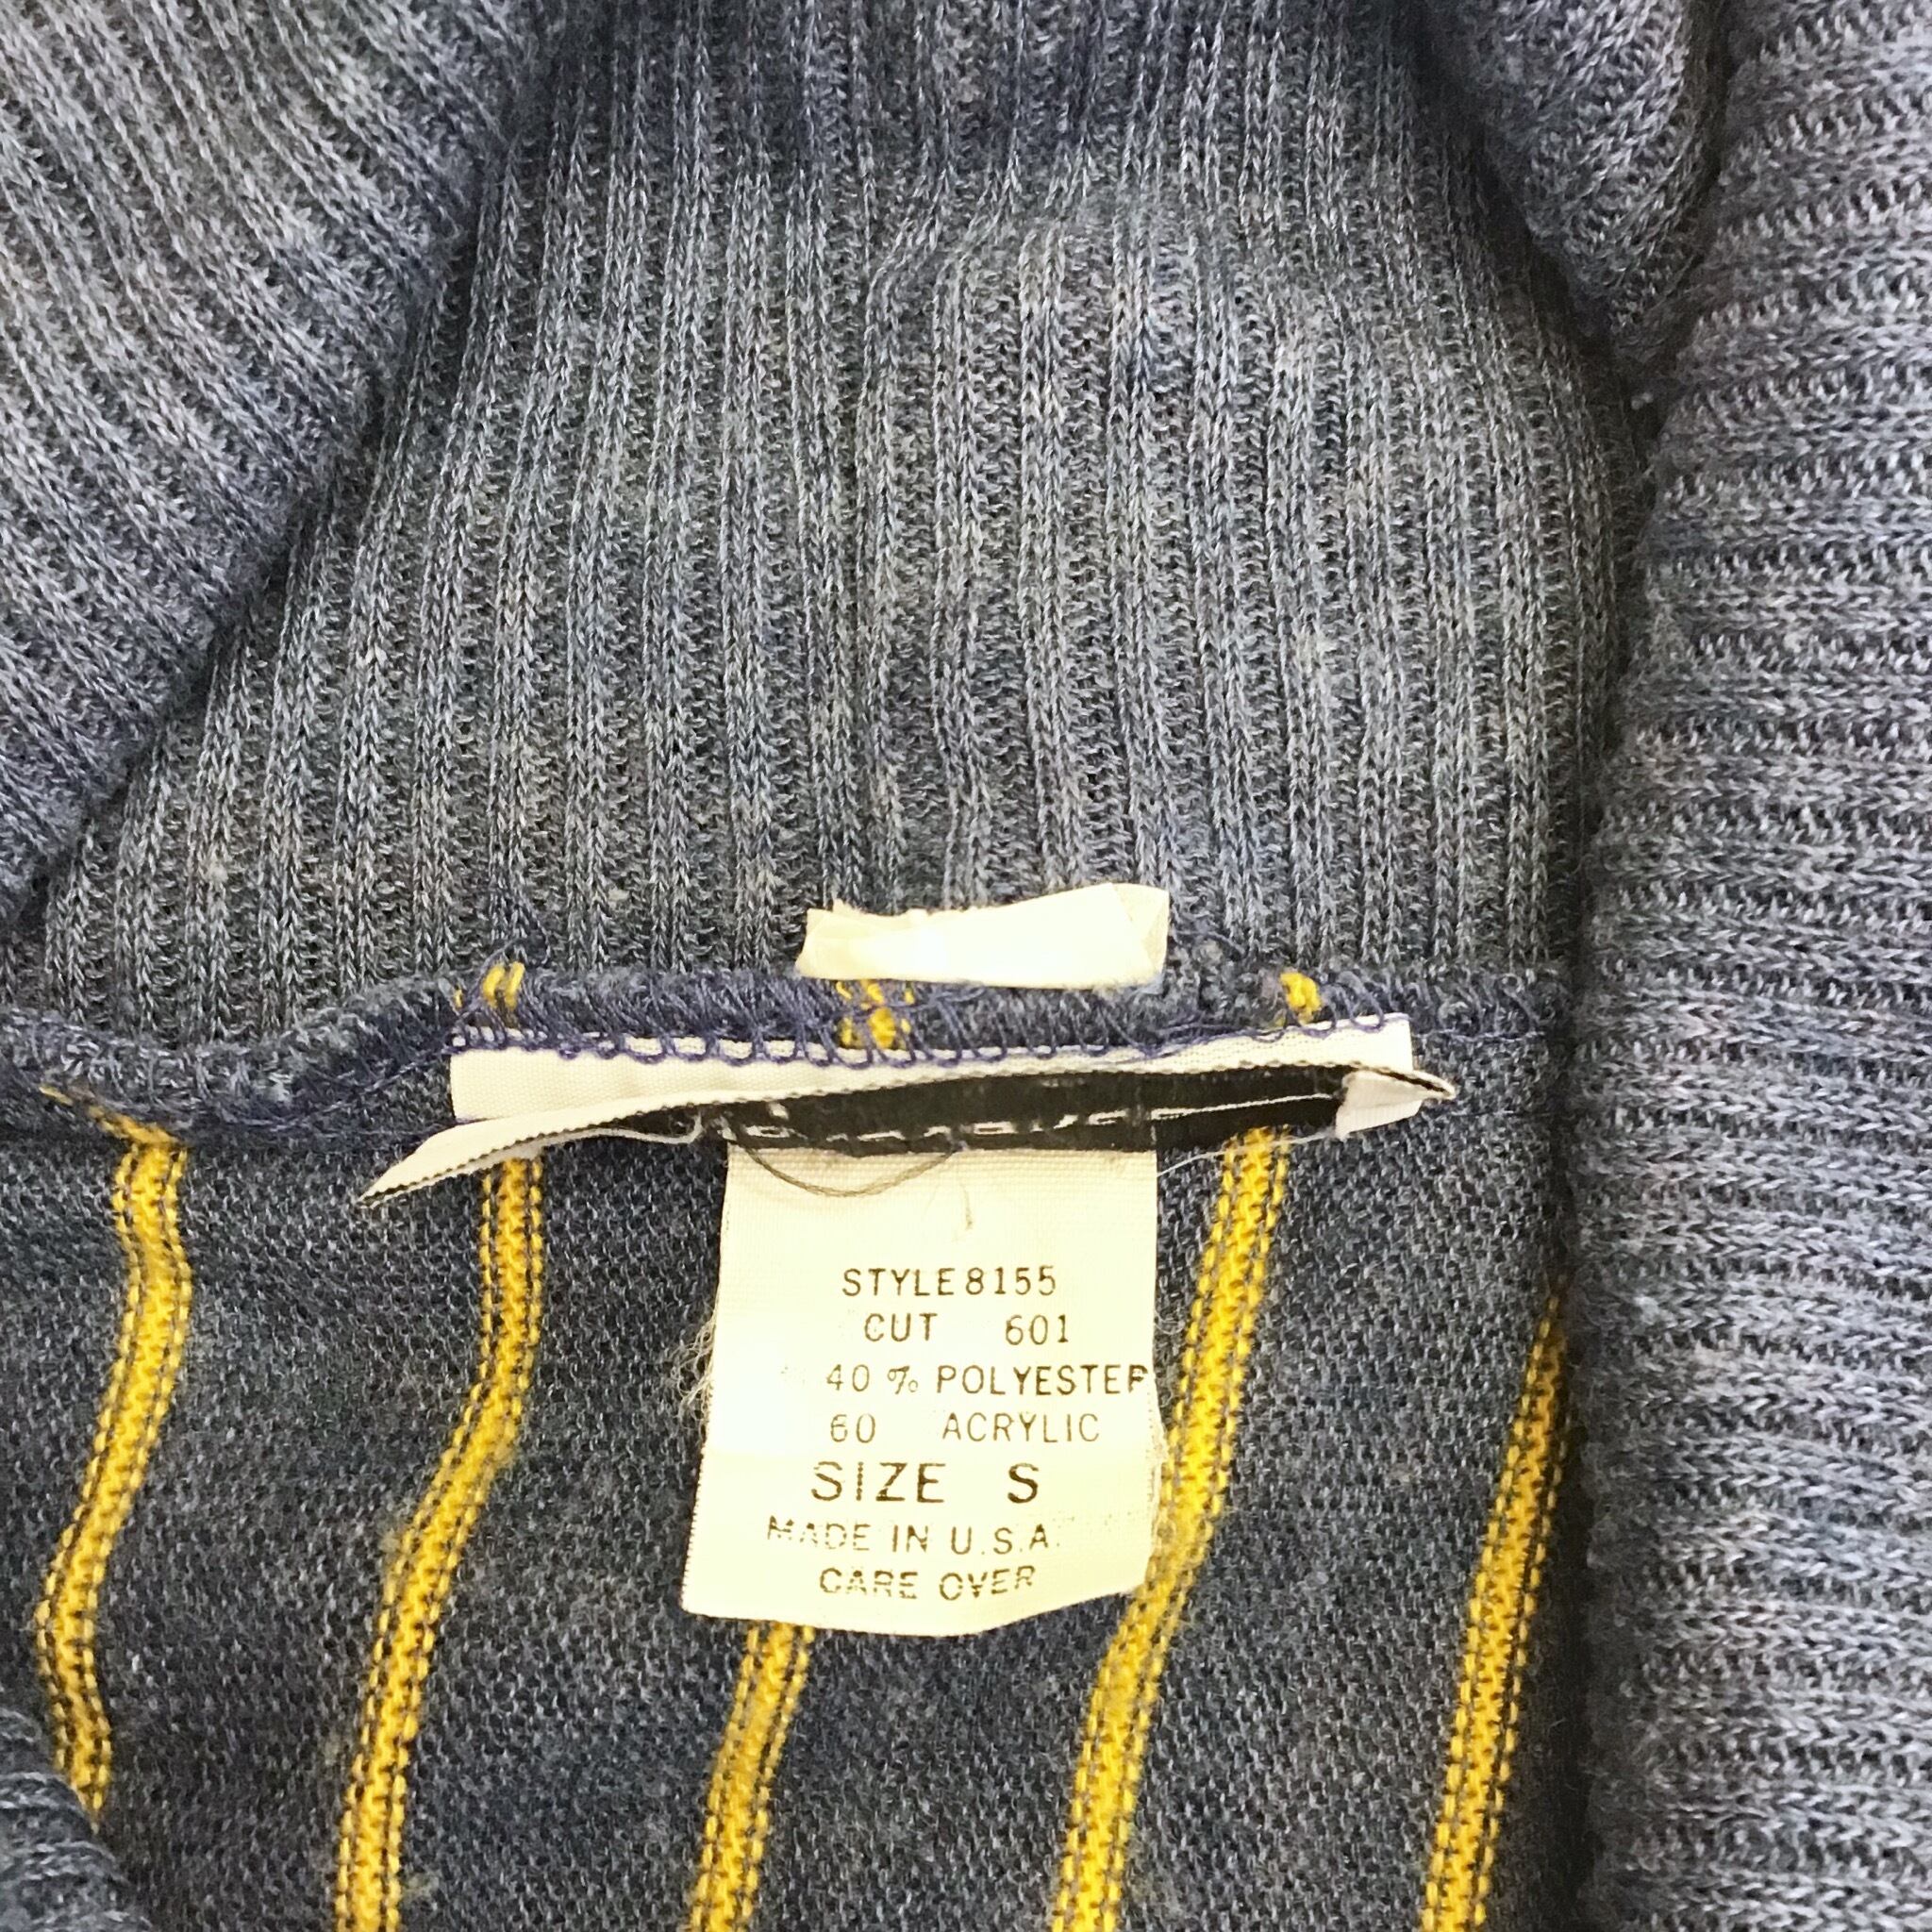 STYLE 8155
CUT 601
40 % POLYESTER
60 ACRYLIC
SIZE S
MADE IN U.S.A.
CARE OVER